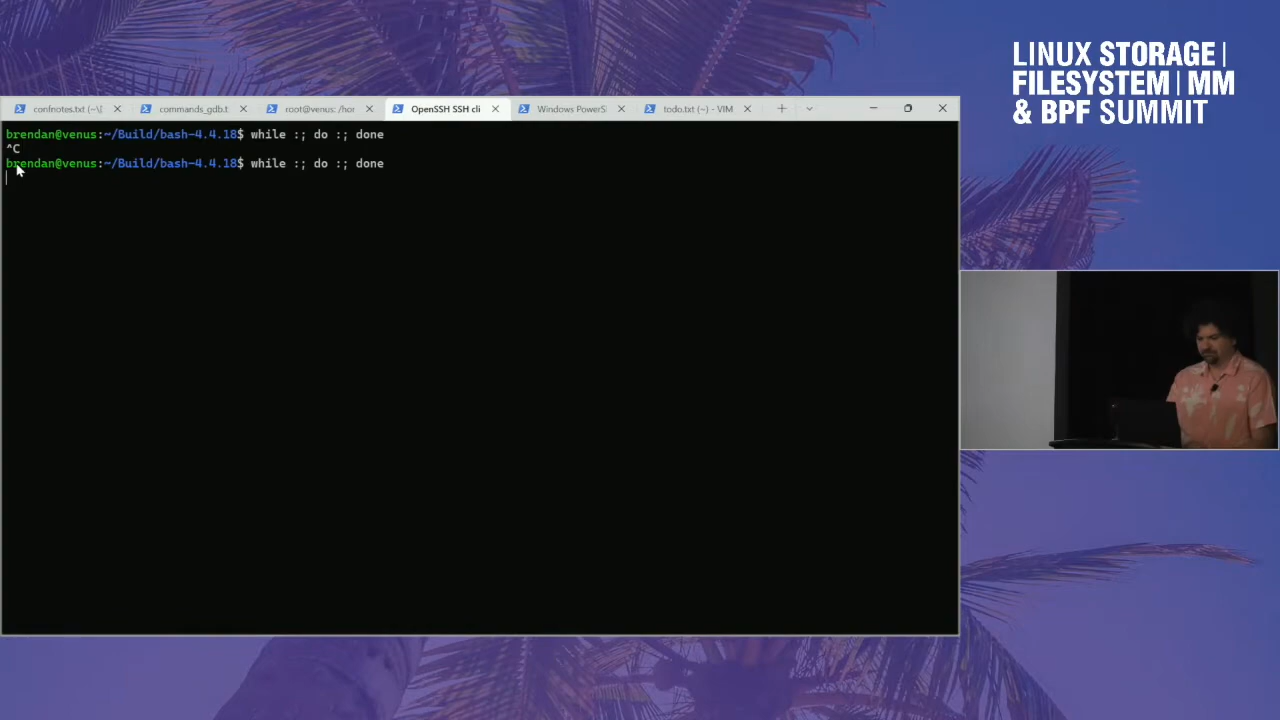 LINUX STORAGE |
FILESYSTEM | MM
& BPF SUMMIT
confnotes.txt (~\[
commands_gdb.t
root@venus: /hor
OpenSSH SSH cli
Windows PowerS
todo.txt (~) - VIM
brendan@venus:~/Build/bash-4.4.18$ while :; do :; done
^C
brendan@venus:~/Build/bash-4.4.18$ while :; do :; done